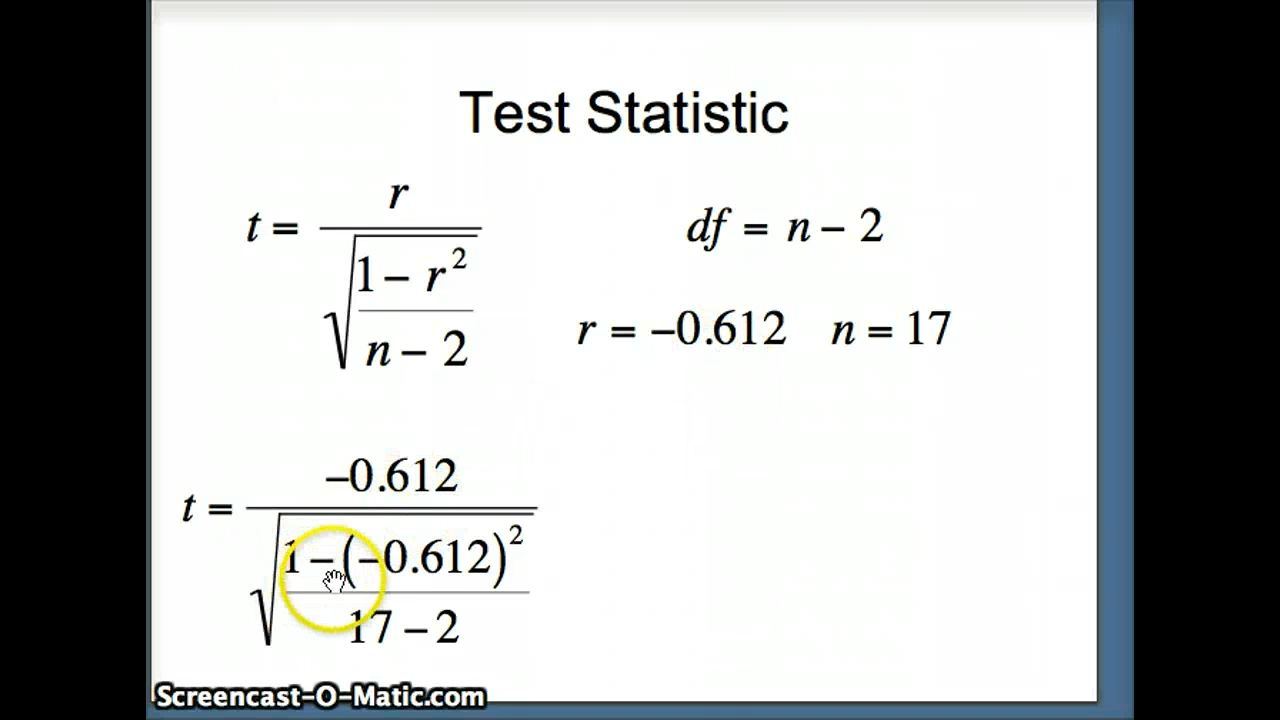 Test Statistic
t = r / √((1 − r²) / (n − 2))
df = n − 2
r = −0.612 n = 17
t = −0.612 / √((1 − (−0.612)²) / (17 − 2))
Screencast-O-Matic.com